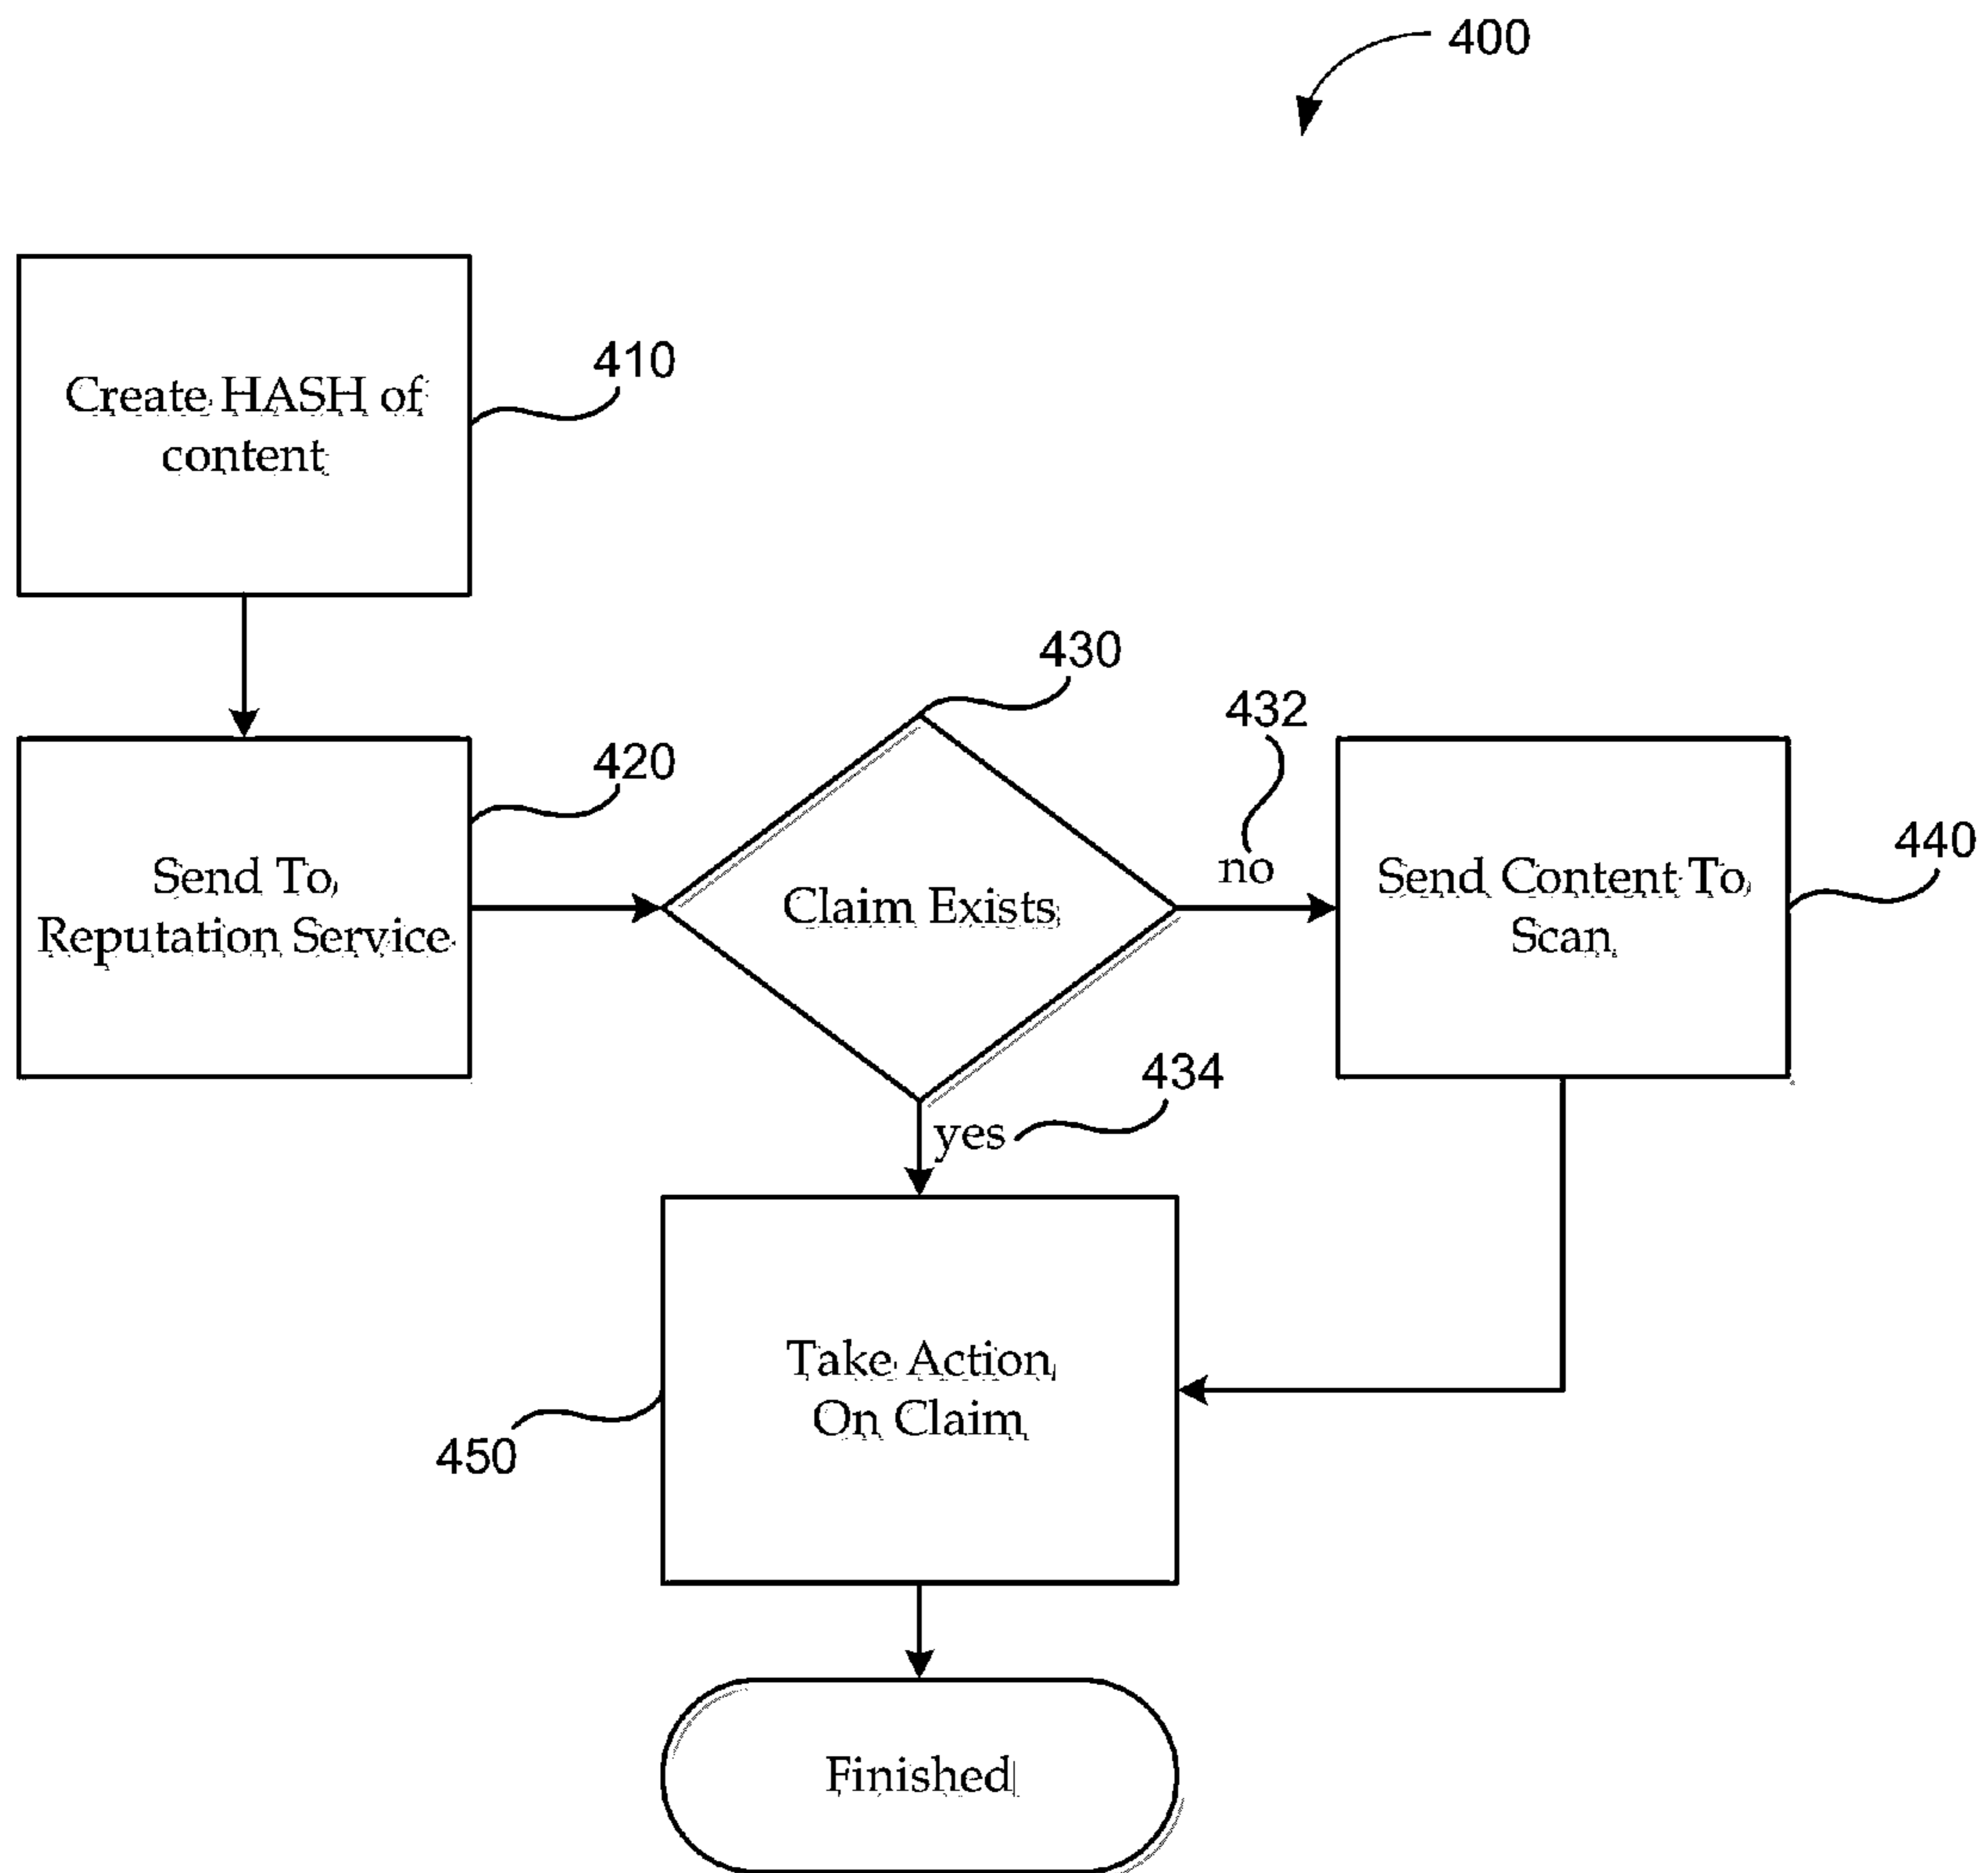 400
Create HASH of
content
410
Send To
Reputation Service
420
430
Claim Exists
432
no
Send Content To
Scan
440
434
yes
Take Action
On Claim
450
Finished